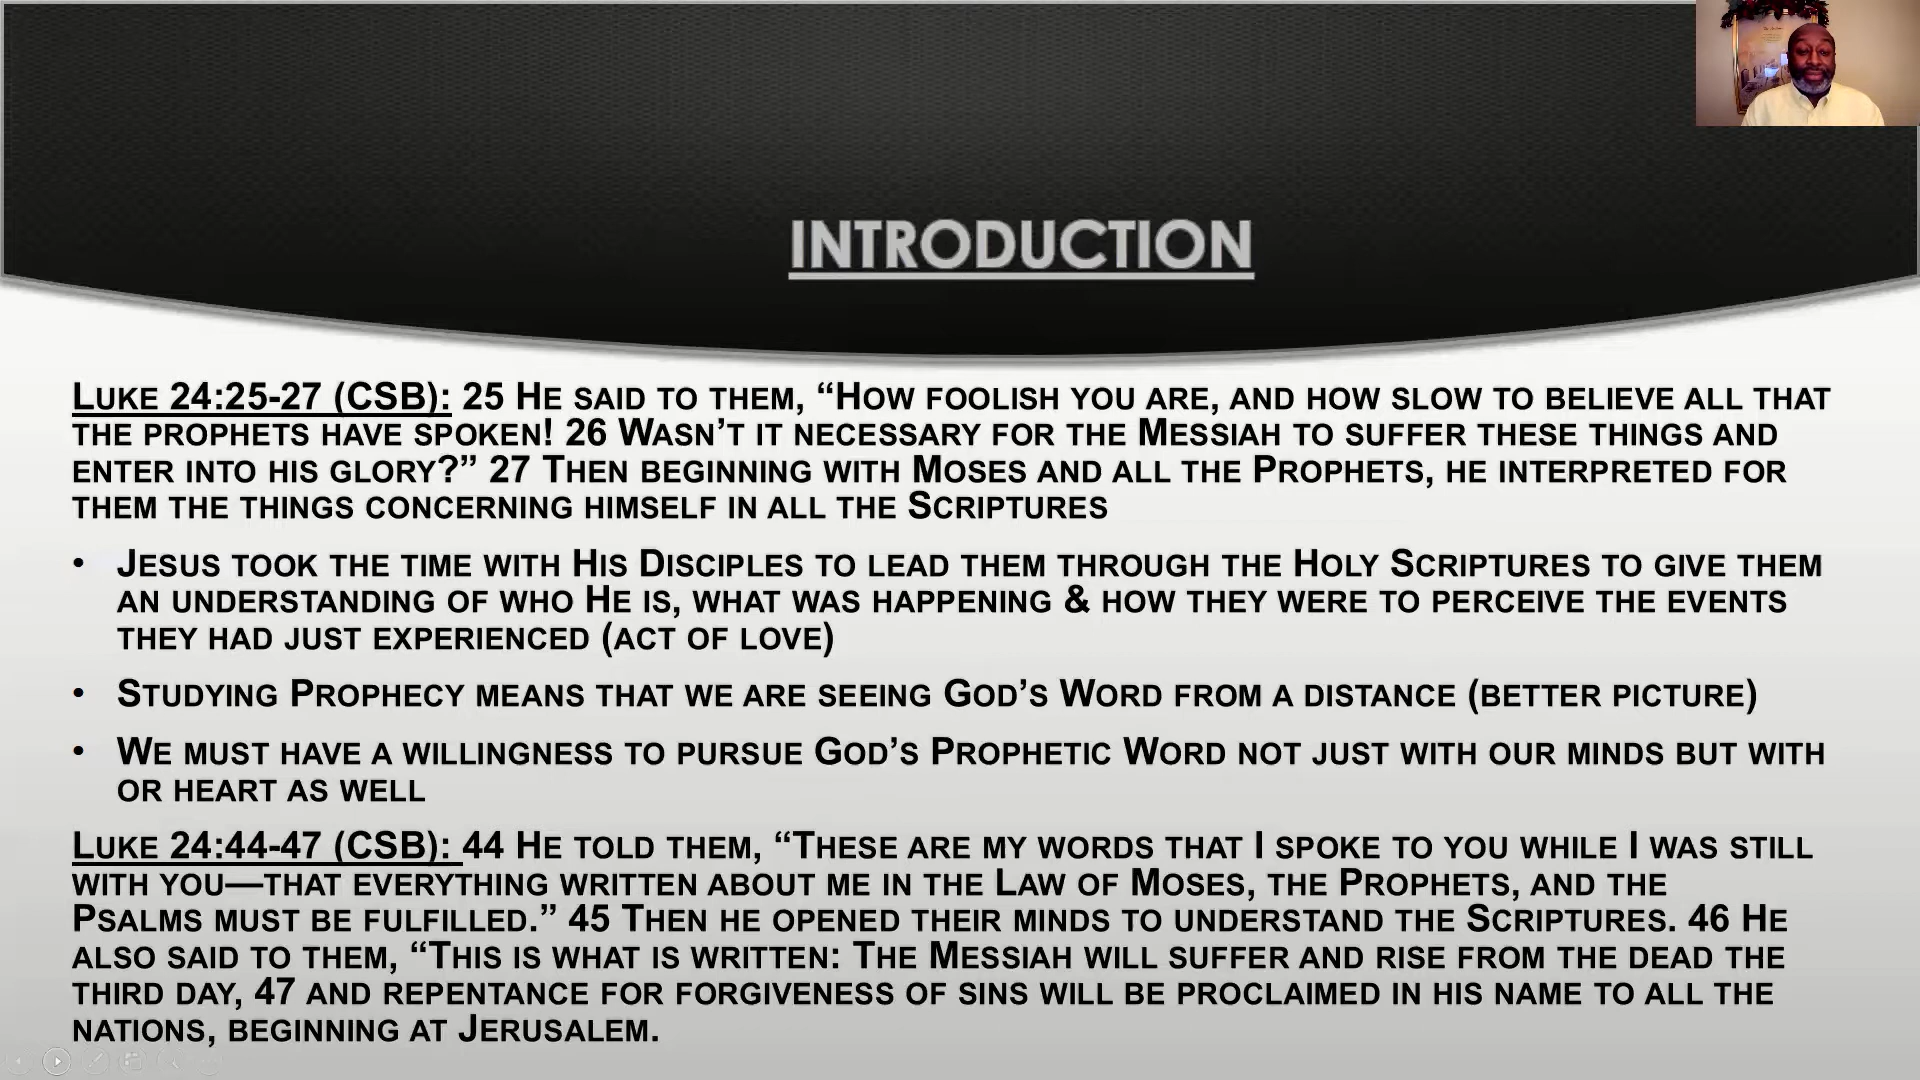 INTRODUCTION
LUKE 24:25-27 (CSB): 25 HE SAID TO THEM, “HOW FOOLISH YOU ARE, AND HOW SLOW TO BELIEVE ALL THAT
THE PROPHETS HAVE SPOKEN! 26 WASN’T IT NECESSARY FOR THE MESSIAH TO SUFFER THESE THINGS AND
ENTER INTO HIS GLORY?” 27 THEN BEGINNING WITH MOSES AND ALL THE PROPHETS, HE INTERPRETED FOR
THEM THE THINGS CONCERNING HIMSELF IN ALL THE SCRIPTURES
• JESUS TOOK THE TIME WITH HIS DISCIPLES TO LEAD THEM THROUGH THE HOLY SCRIPTURES TO GIVE THEM
AN UNDERSTANDING OF WHO HE IS, WHAT WAS HAPPENING & HOW THEY WERE TO PERCEIVE THE EVENTS
THEY HAD JUST EXPERIENCED (ACT OF LOVE)
• STUDYING PROPHECY MEANS THAT WE ARE SEEING GOD’S WORD FROM A DISTANCE (BETTER PICTURE)
• WE MUST HAVE A WILLINGNESS TO PURSUE GOD’S PROPHETIC WORD NOT JUST WITH OUR MINDS BUT WITH
OR HEART AS WELL
LUKE 24:44-47 (CSB): 44 HE TOLD THEM, “THESE ARE MY WORDS THAT I SPOKE TO YOU WHILE I WAS STILL
WITH YOU—THAT EVERYTHING WRITTEN ABOUT ME IN THE LAW OF MOSES, THE PROPHETS, AND THE
PSALMS MUST BE FULFILLED.” 45 THEN HE OPENED THEIR MINDS TO UNDERSTAND THE SCRIPTURES. 46 HE
ALSO SAID TO THEM, “THIS IS WHAT IS WRITTEN: THE MESSIAH WILL SUFFER AND RISE FROM THE DEAD THE
THIRD DAY, 47 AND REPENTANCE FOR FORGIVENESS OF SINS WILL BE PROCLAIMED IN HIS NAME TO ALL THE
NATIONS, BEGINNING AT JERUSALEM.